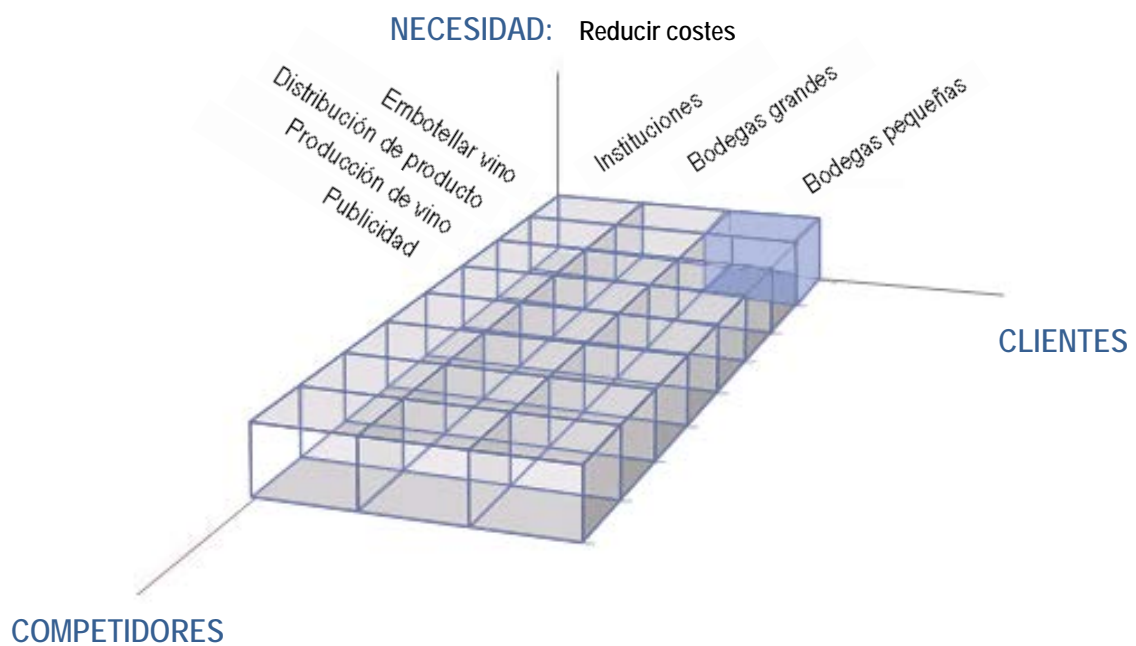 NECESIDAD: Reducir costes
Embotellar vino
Distribución de producto
Producción de vino
Publicidad
Instituciones
Bodegas grandes
Bodegas pequeñas
CLIENTES
COMPETIDORES